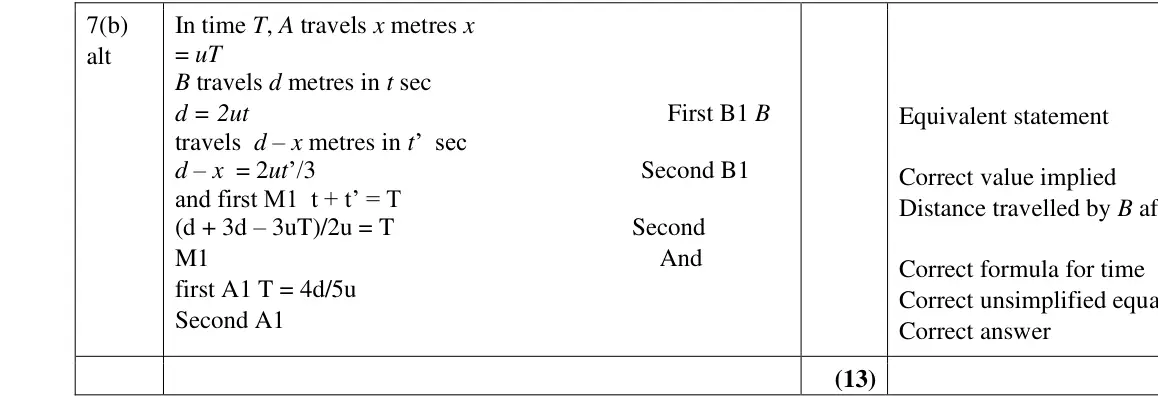 7(b)
alt
In time T, A travels x metres x
= uT
B travels d metres in t sec
d = 2ut First B1 B
travels d – x metres in t’ sec
d – x = 2ut’/3 Second B1
and first M1 t + t’ = T
(d + 3d – 3uT)/2u = T Second
M1 And
first A1 T = 4d/5u
Second A1
Equivalent statement
Correct value implied
Distance travelled by B af
Correct formula for time
Correct unsimplified equa
Correct answer
(13)